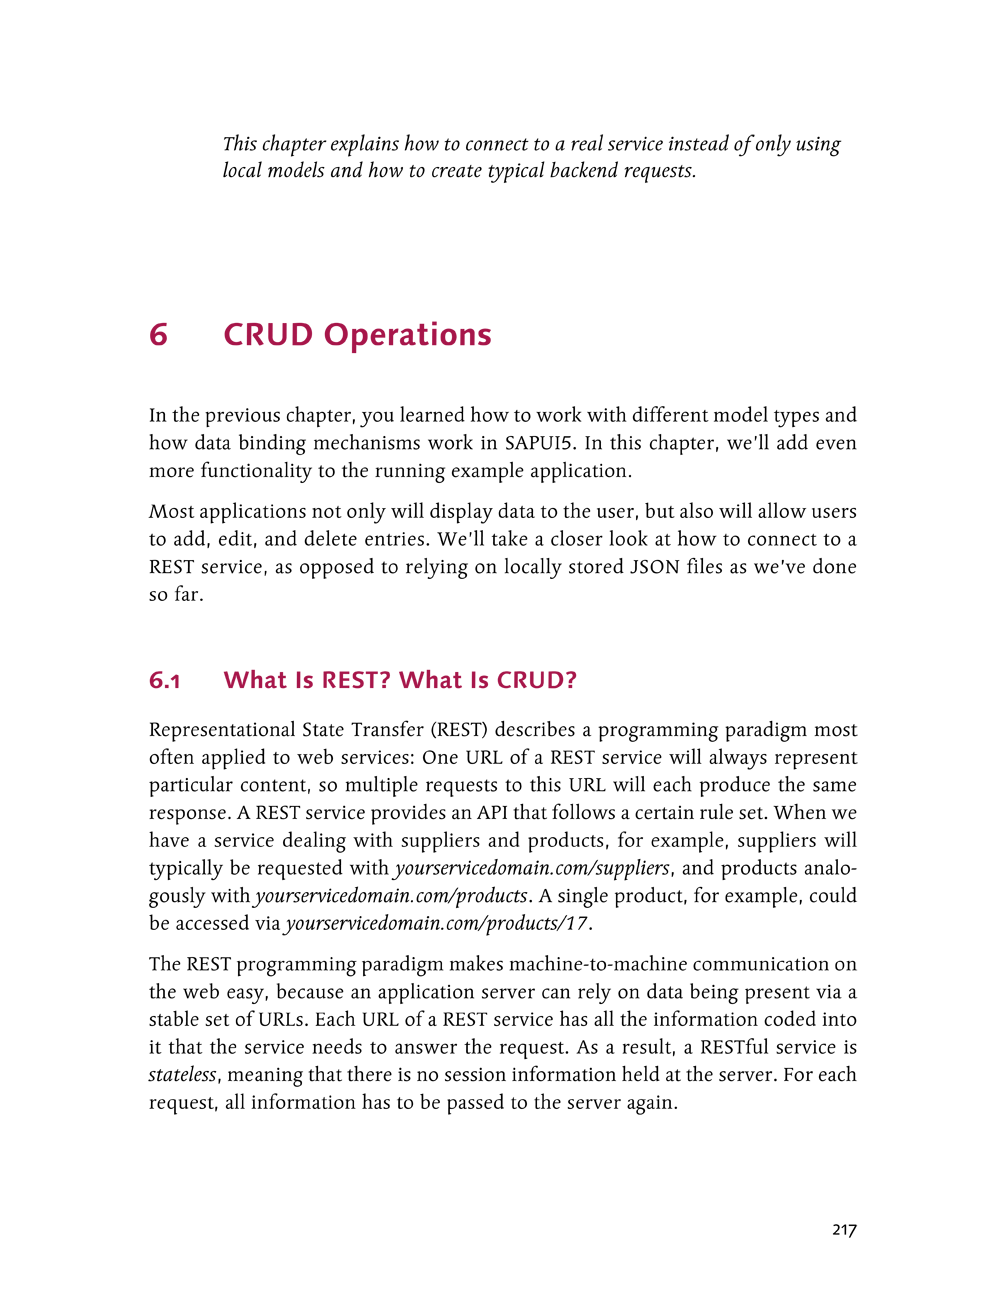 This chapter explains how to connect to a real service instead of only using
local models and how to create typical backend requests.
6 CRUD Operations
In the previous chapter, you learned how to work with different model types and
how data binding mechanisms work in SAPUI5. In this chapter, we'll add even
more functionality to the running example application.
Most applications not only will display data to the user, but also will allow users
to add, edit, and delete entries. We'll take a closer look at how to connect to a
REST service, as opposed to relying on locally stored JSON files as we've done
so far.
6.1 What Is REST? What Is CRUD?
Representational State Transfer (REST) describes a programming paradigm most
often applied to web services: One URL of a REST service will always represent
particular content, so multiple requests to this URL will each produce the same
response. A REST service provides an API that follows a certain rule set. When we
have a service dealing with suppliers and products, for example, suppliers will
typically be requested with yourservicedomain.com/suppliers, and products analo-
gously with yourservicedomain.com/products. A single product, for example, could
be accessed via yourservicedomain.com/products/17.
The REST programming paradigm makes machine-to-machine communication on
the web easy, because an application server can rely on data being present via a
stable set of URLs. Each URL of a REST service has all the information coded into
it that the service needs to answer the request. As a result, a RESTful service is
stateless, meaning that there is no session information held at the server. For each
request, all information has to be passed to the server again.
217